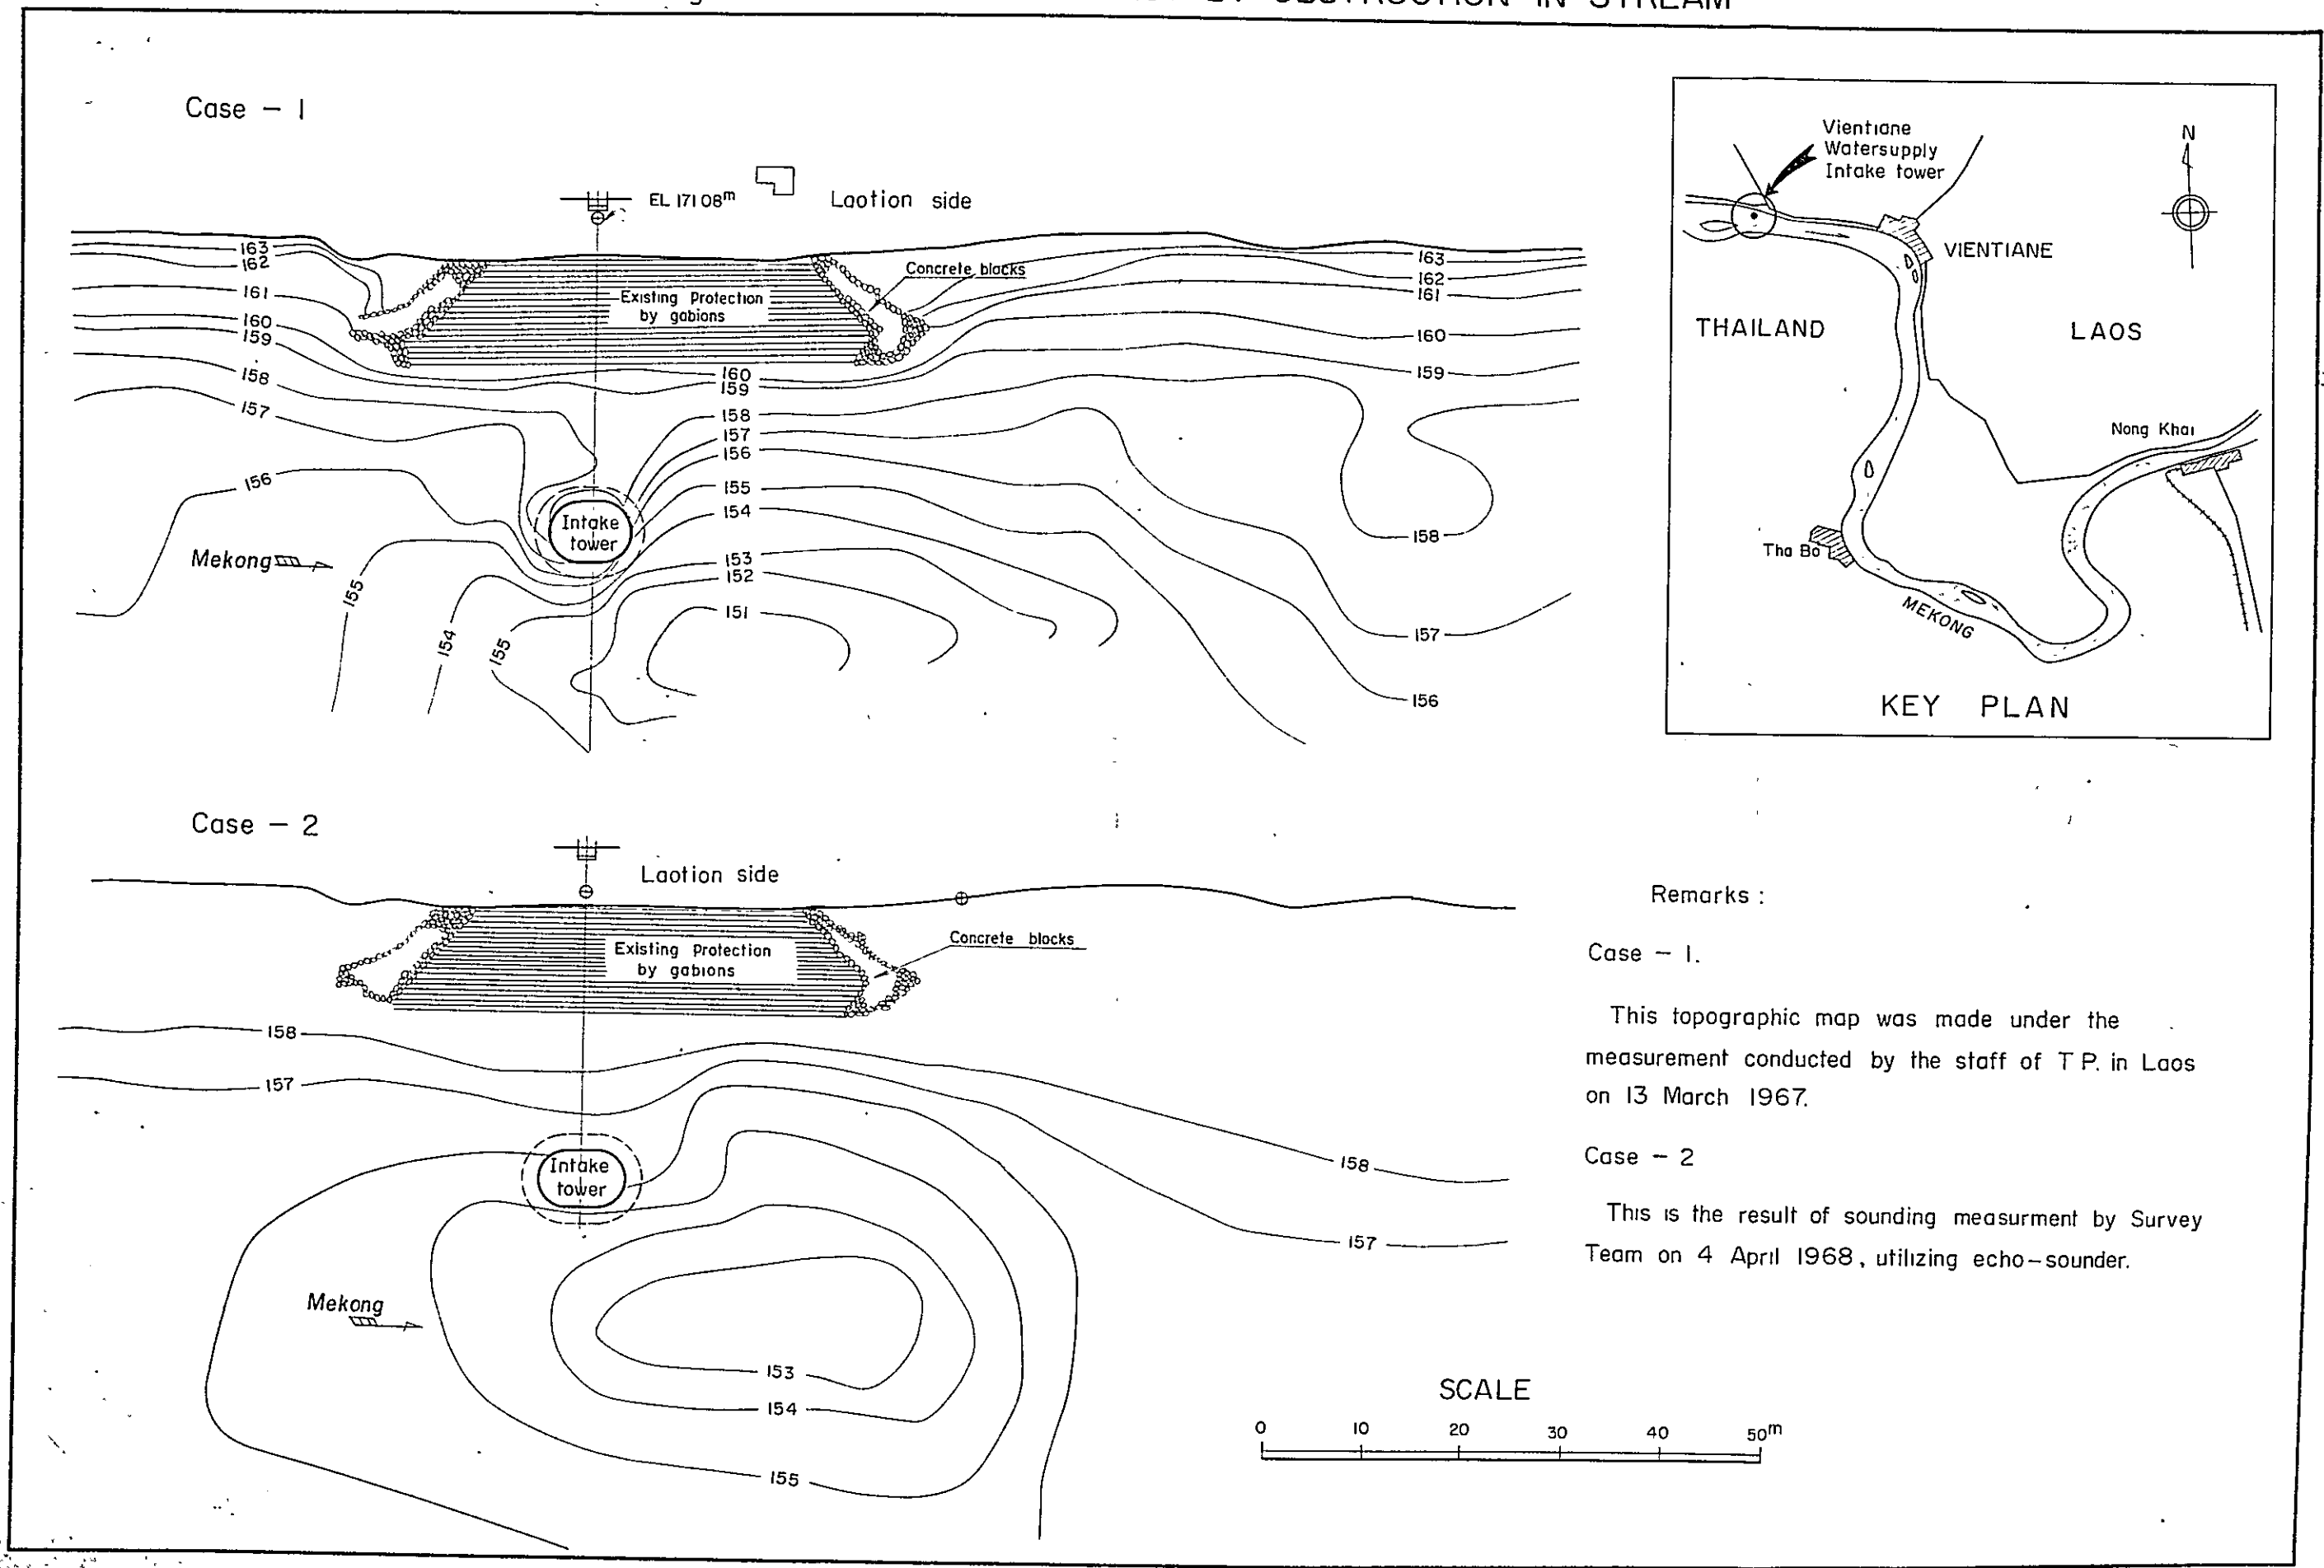 OBSTRUCTION IN STREAM
Case - 1
EL 171 08m
Laotion side
163
162
161
160
159
158
157
156
155
154
155
Concrete blocks
Existing Protection
by gabions
160
159
158
157
156
155
154
153
152
151
163
162
161
160
159
158
157
156
Intake
tower
Mekong
Vientiane
Watersupply
Intake tower
N
VIENTIANE
THAILAND
LAOS
Nong Khai
Tha Bo
MEKONG
KEY PLAN
Case - 2
Laotion side
Existing Protection
by gabions
Concrete blocks
158
157
Intake
tower
158
157
Mekong
153
154
155
Remarks :
Case - 1.
This topographic map was made under the
measurement conducted by the staff of T P. in Laos
on 13 March 1967.
Case - 2
This is the result of sounding measurment by Survey
Team on 4 April 1968, utilizing echo-sounder.
SCALE
0 10 20 30 40 50m